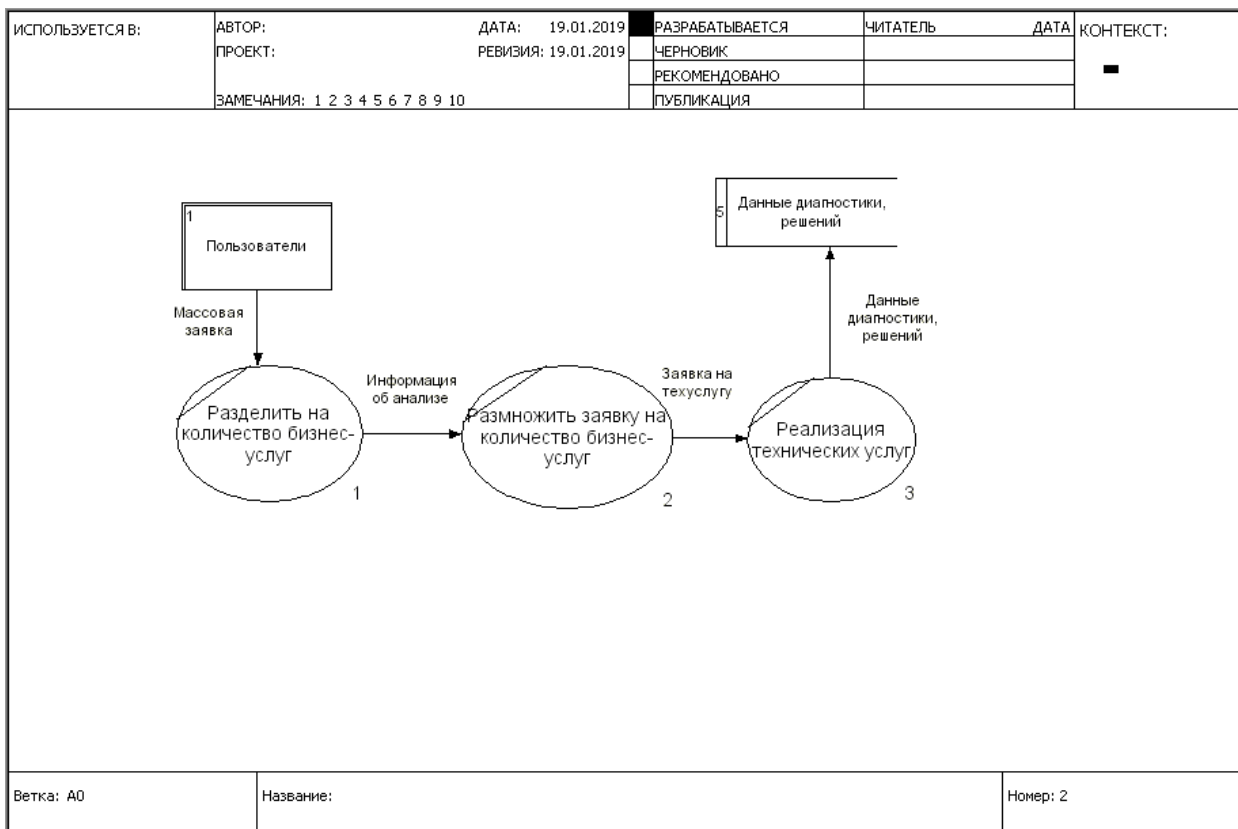 ИСПОЛЬЗУЕТСЯ В:
АВТОР:
ДАТА: 19.01.2019
РАЗРАБАТЫВАЕТСЯ
ЧИТАТЕЛЬ
ДАТА
КОНТЕКСТ:
ПРОЕКТ:
РЕВИЗИЯ: 19.01.2019
ЧЕРНОВИК
РЕКОМЕНДОВАНО
ЗАМЕЧАНИЯ: 1 2 3 4 5 6 7 8 9 10
ПУБЛИКАЦИЯ
1
Пользователи
5
Данные диагностики,
решений
Массовая
заявка
Данные
диагностики,
решений
Разделить на
количество бизнес-
услуг
1
Информация
об анализе
Размножить заявку на
количество бизнес-
услуг
2
Заявка на
техуслугу
Реализация
технических услуг
3
Ветка: A0
Название:
Номер: 2